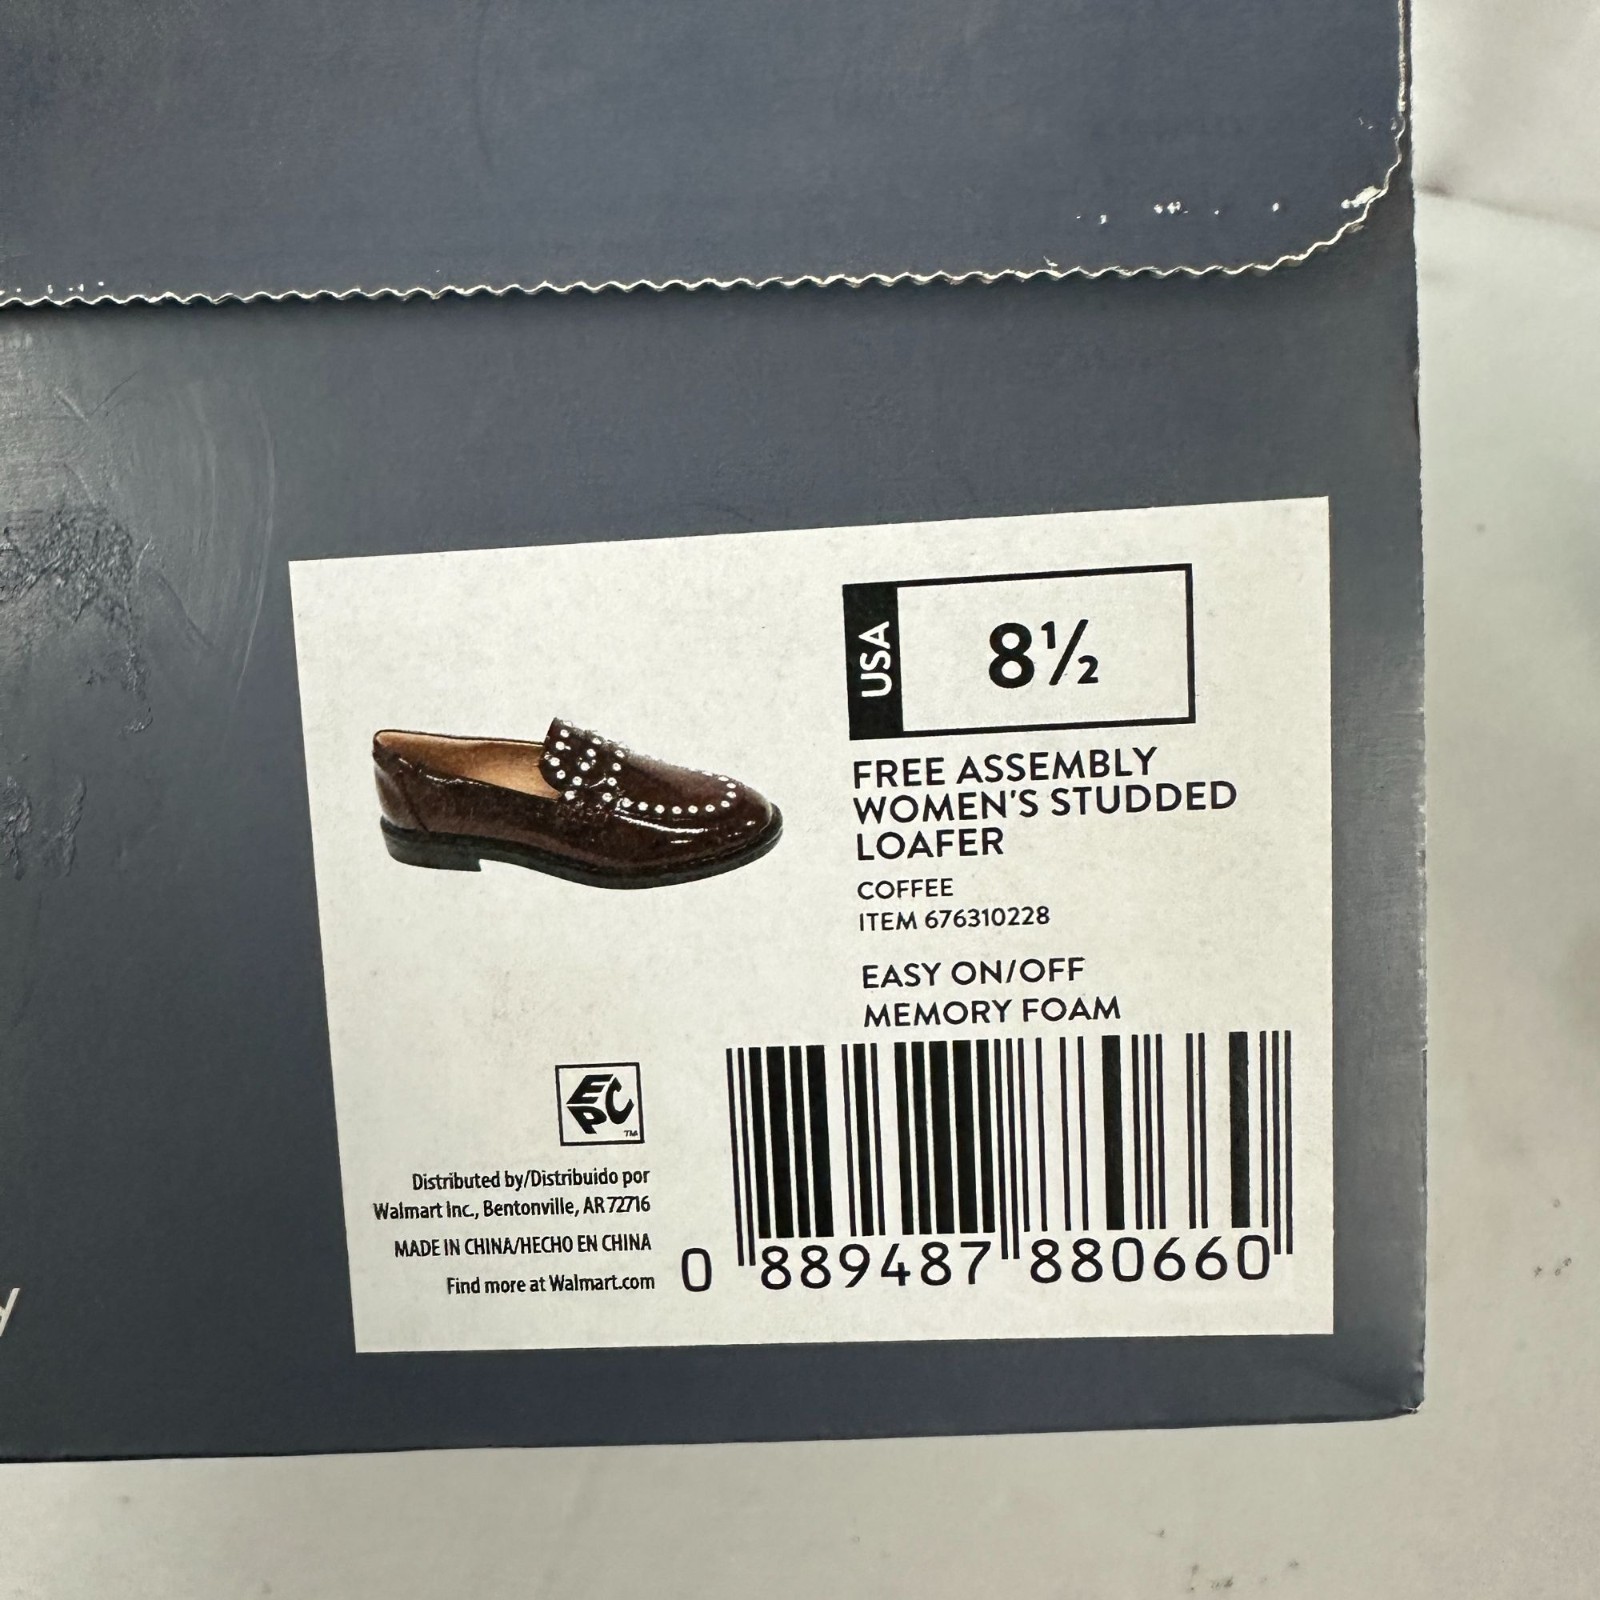 USA
8½
FREE ASSEMBLY
WOMEN'S STUDDED
LOAFER
COFFEE
ITEM 676310228
EASY ON/OFF
MEMORY FOAM
EPC
TM
Distributed by/Distribuido por
Walmart Inc., Bentonville, AR 72716
MADE IN CHINA/HECHO EN CHINA
Find more at Walmart.com
0 889487 880660
y